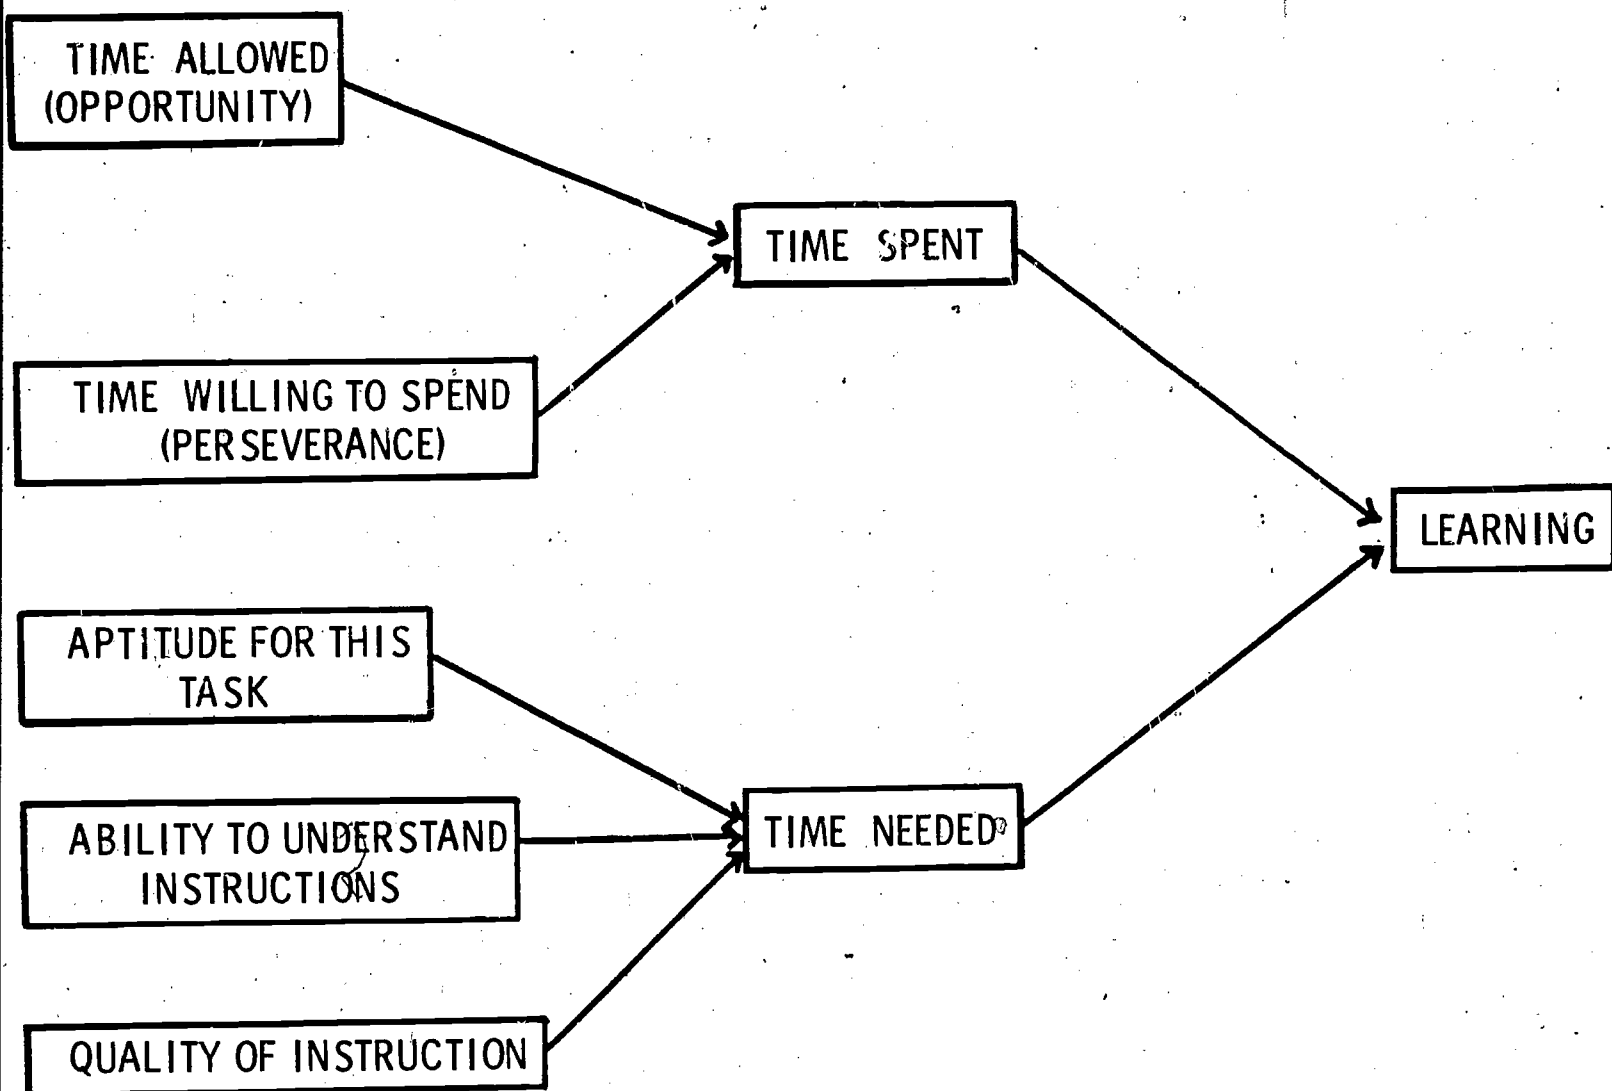 TIME ALLOWED
(OPPORTUNITY)
TIME SPENT
TIME WILLING TO SPEND
(PERSEVERANCE)
LEARNING
APTITUDE FOR THIS
TASK
ABILITY TO UNDERSTAND
INSTRUCTIONS
TIME NEEDED
QUALITY OF INSTRUCTION